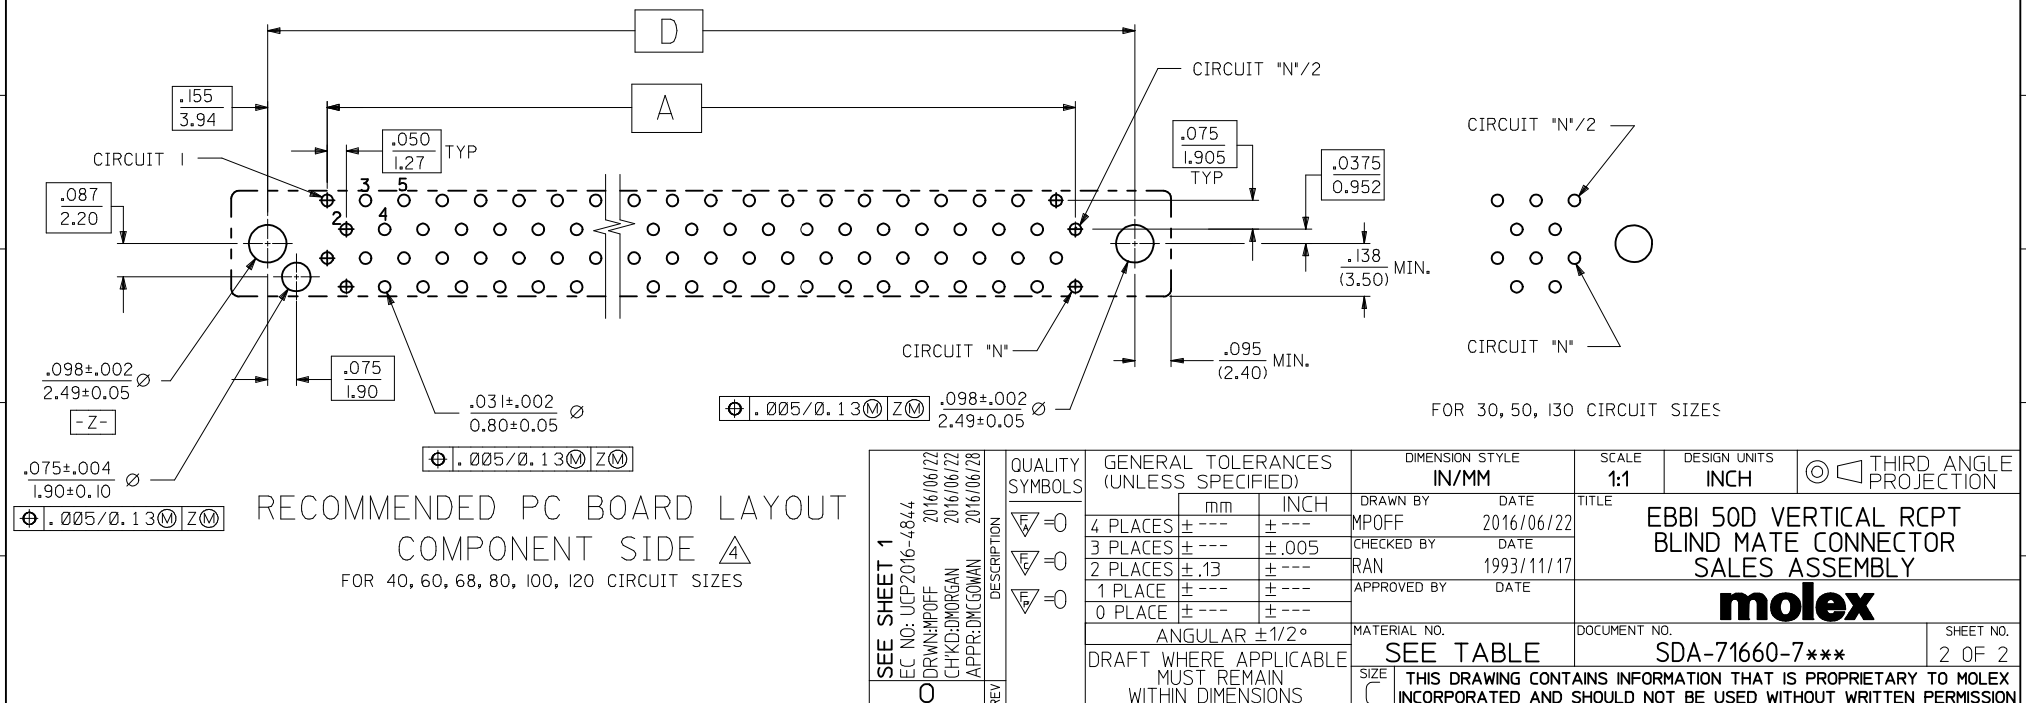 D
A
CIRCUIT "N"/2
.155
3.94
.050
1.27
TYP
CIRCUIT 1
.087
2.20
3
5
2
4
.075
1.905
TYP
.0375
0.952
.138
(3.50)
MIN.
CIRCUIT "N"/2
CIRCUIT "N"
CIRCUIT "N"
.095
(2.40)
MIN.
FOR 30, 50, 130 CIRCUIT SIZES
.098±.002
2.49±0.05
Ø
-Z-
.075
1.90
.031±.002
0.80±0.05
Ø
⌖ .005/0.13Ⓜ ZⓂ
⌖ .005/0.13Ⓜ ZⓂ
.098±.002
2.49±0.05
Ø
.075±.004
1.90±0.10
Ø
⌖ .005/0.13Ⓜ ZⓂ
RECOMMENDED PC BOARD LAYOUT
COMPONENT SIDE 4
FOR 40, 60, 68, 80, 100, 120 CIRCUIT SIZES
SEE SHEET 1
EC NO: UCP2016-4844
DRWN:MPOFF 2016/06/22
CH'KD:DMORGAN 2016/06/22
APPR:DMCGOWAN 2016/06/28
0
DESCRIPTION
REV
QUALITY
SYMBOLS
FA =0
FC =0
FP =0
GENERAL TOLERANCES
(UNLESS SPECIFIED)
mm INCH
4 PLACES ± --- ± ---
3 PLACES ± --- ±.005
2 PLACES ±.13 ± ---
1 PLACE ± --- ± ---
0 PLACE ± --- ± ---
ANGULAR ±1/2°
DRAFT WHERE APPLICABLE
MUST REMAIN
WITHIN DIMENSIONS
DIMENSION STYLE
IN/MM
SCALE
1:1
DESIGN UNITS
INCH
THIRD ANGLE
PROJECTION
DRAWN BY DATE
MPOFF 2016/06/22
CHECKED BY DATE
RAN 1993/11/17
APPROVED BY DATE
TITLE
EBBI 50D VERTICAL RCPT
BLIND MATE CONNECTOR
SALES ASSEMBLY
molex
MATERIAL NO.
SEE TABLE
DOCUMENT NO.
SDA-71660-7***
SHEET NO.
2 OF 2
SIZE
C
THIS DRAWING CONTAINS INFORMATION THAT IS PROPRIETARY TO MOLEX
INCORPORATED AND SHOULD NOT BE USED WITHOUT WRITTEN PERMISSION